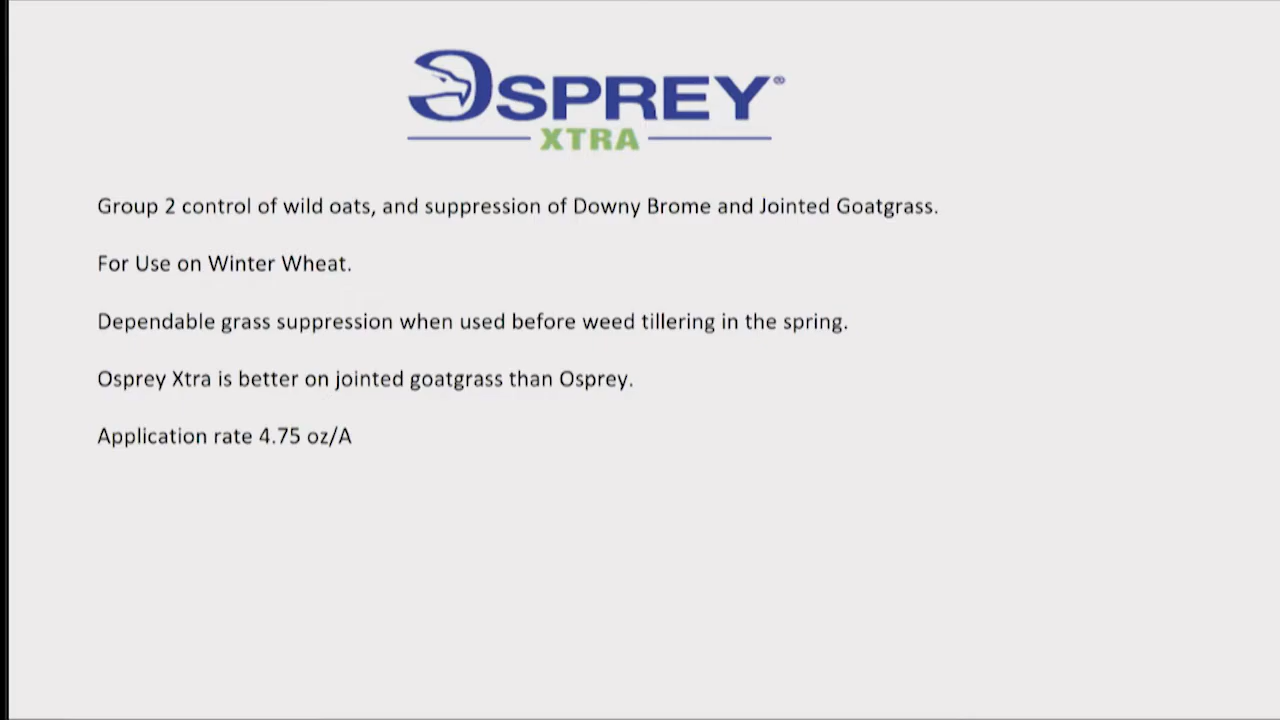 OSPREY®
XTRA
Group 2 control of wild oats, and suppression of Downy Brome and Jointed Goatgrass.
For Use on Winter Wheat.
Dependable grass suppression when used before weed tillering in the spring.
Osprey Xtra is better on jointed goatgrass than Osprey.
Application rate 4.75 oz/A